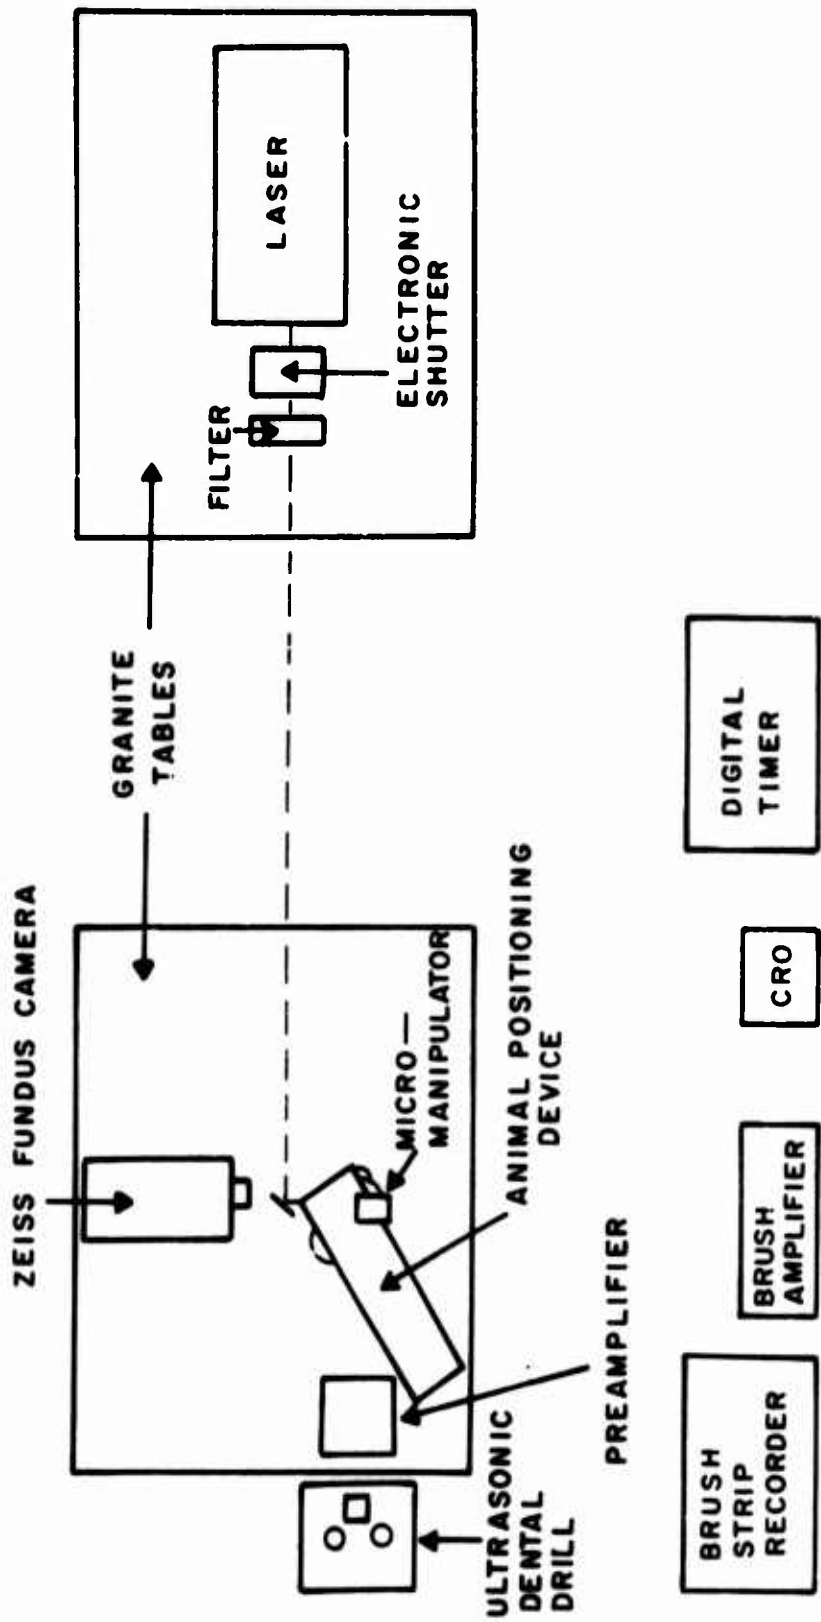 ZEISS FUNDUS CAMERA
GRANITE
TABLES
FILTER
LASER
ELECTRONIC
SHUTTER
MICRO—
MANIPULATOR
ANIMAL POSITIONING
DEVICE
PREAMPLIFIER
ULTRASONIC
DENTAL
DRILL
BRUSH
STRIP
RECORDER
BRUSH
AMPLIFIER
CRO
DIGITAL
TIMER